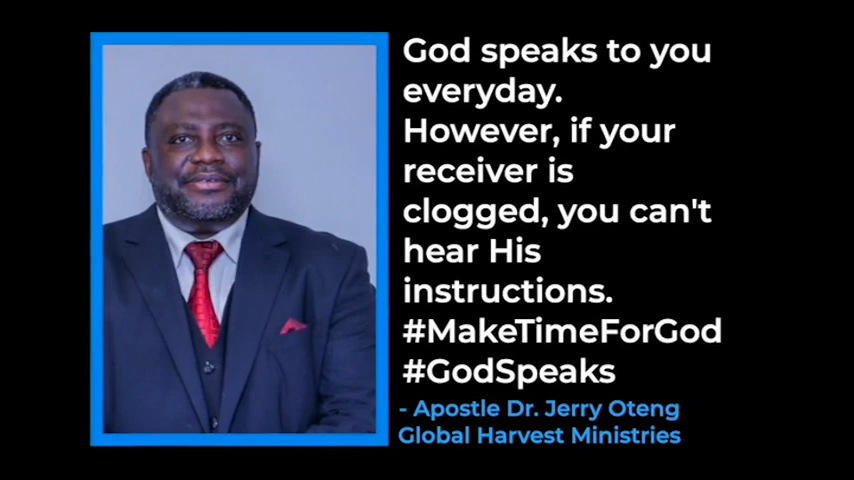 God speaks to you
everyday.
However, if your
receiver is
clogged, you can't
hear His
instructions.
#MakeTimeForGod
#GodSpeaks
- Apostle Dr. Jerry Oteng
Global Harvest Ministries